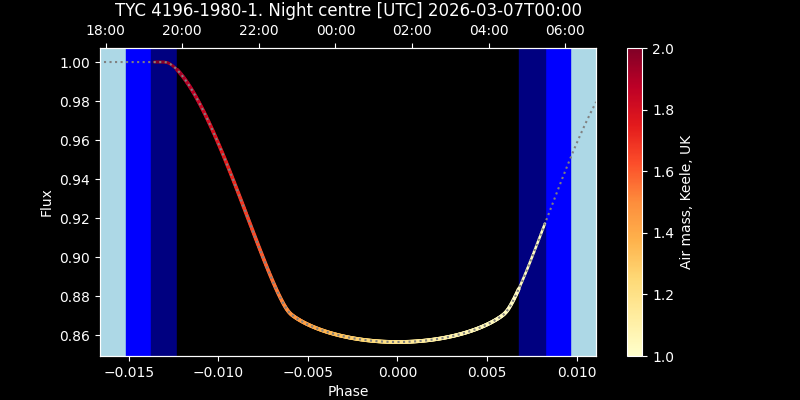 TYC 4196-1980-1. Night centre [UTC] 2026-03-07T00:00
18:00 20:00 22:00 00:00 02:00 04:00 06:00
1.00
0.98
0.96
0.94
0.92
0.90
0.88
0.86
Flux
−0.015 −0.010 −0.005 0.000 0.005 0.010
Phase
2.0
1.8
1.6
1.4
1.2
1.0
Air mass, Keele, UK